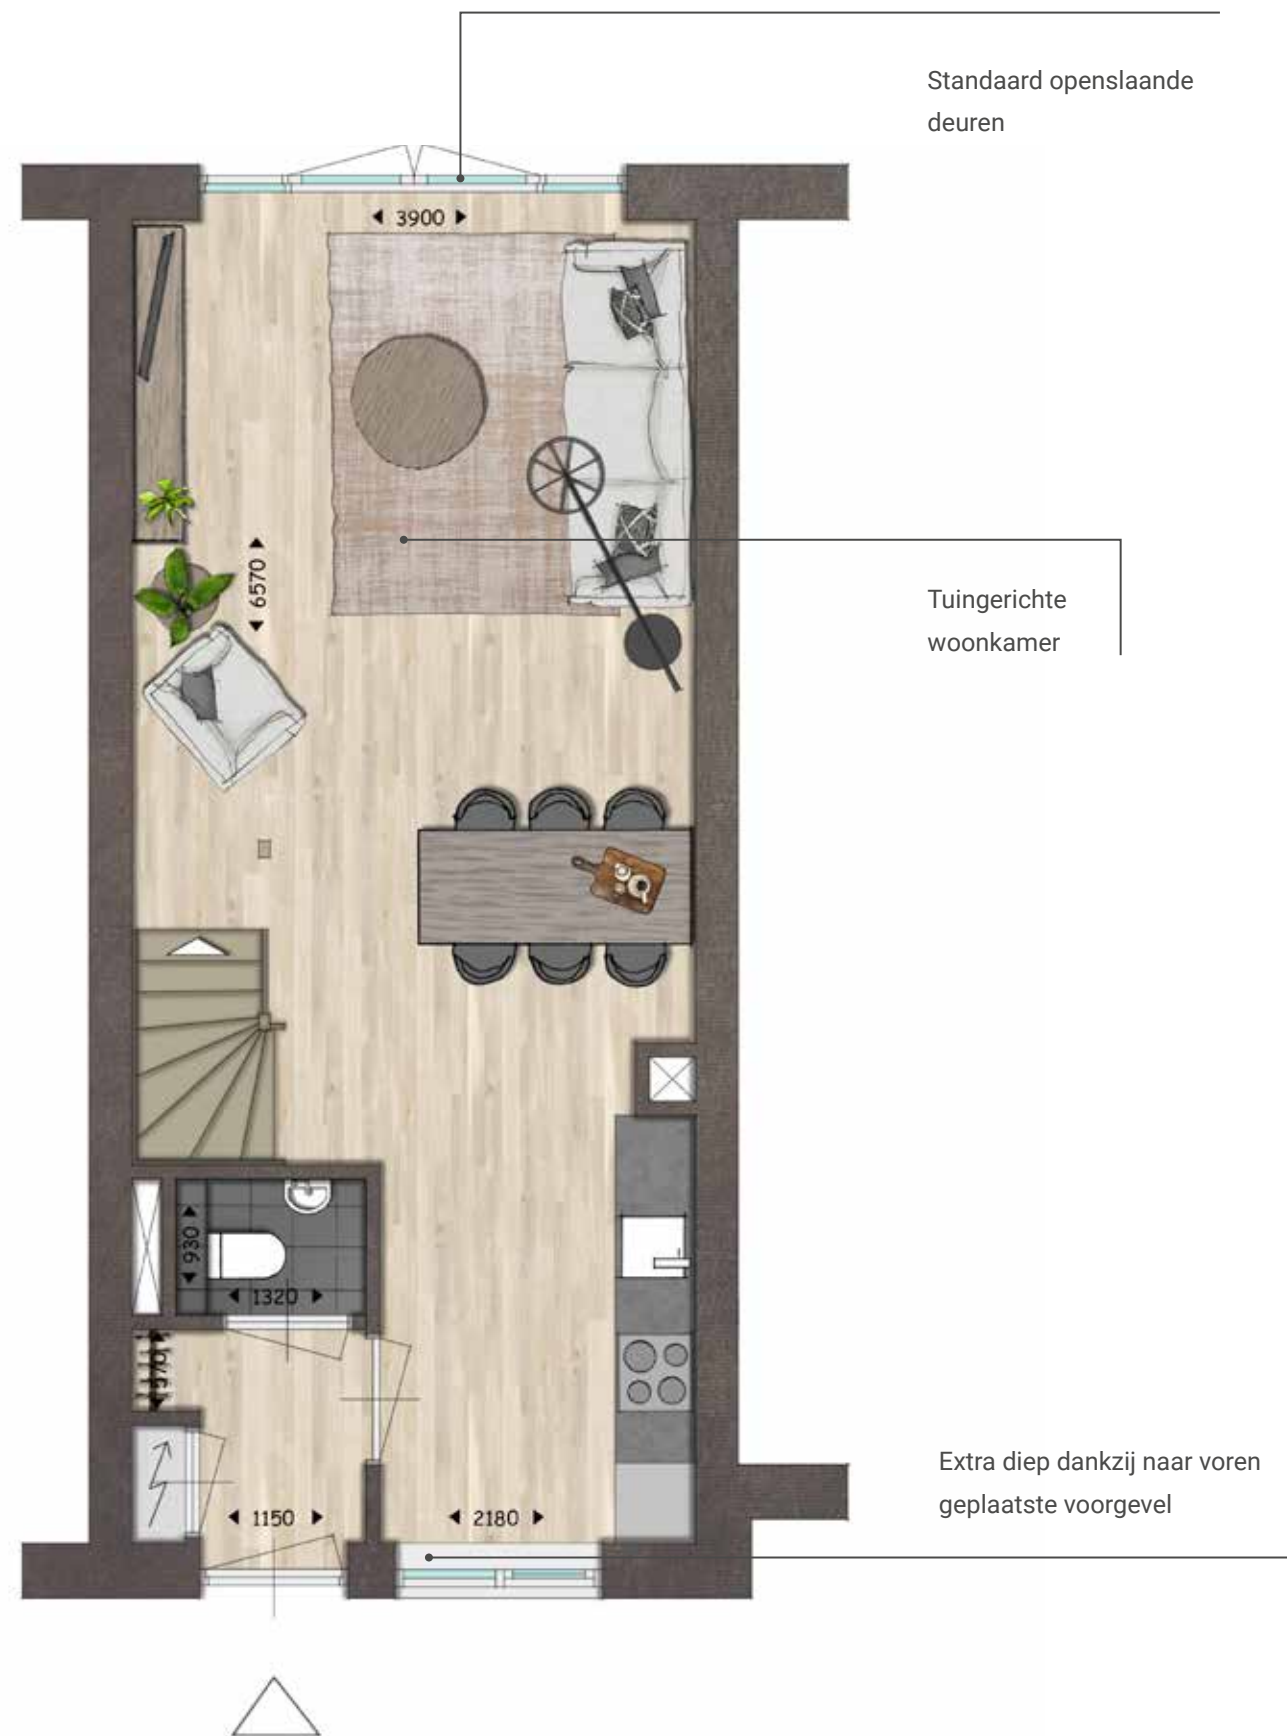 Standaard openslaande
deuren
3900
6570
Tuingerichte
woonkamer
930
1320
Extra diep dankzij naar voren
geplaatste voorgevel
1150
2180